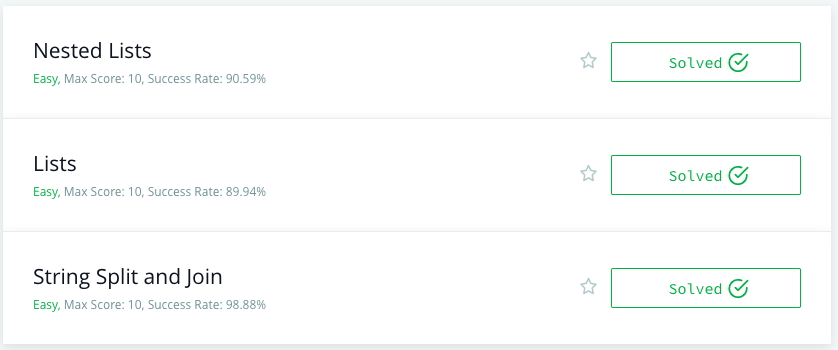 Nested Lists
Easy, Max Score: 10, Success Rate: 90.59%
Solved
Lists
Easy, Max Score: 10, Success Rate: 89.94%
Solved
String Split and Join
Easy, Max Score: 10, Success Rate: 98.88%
Solved